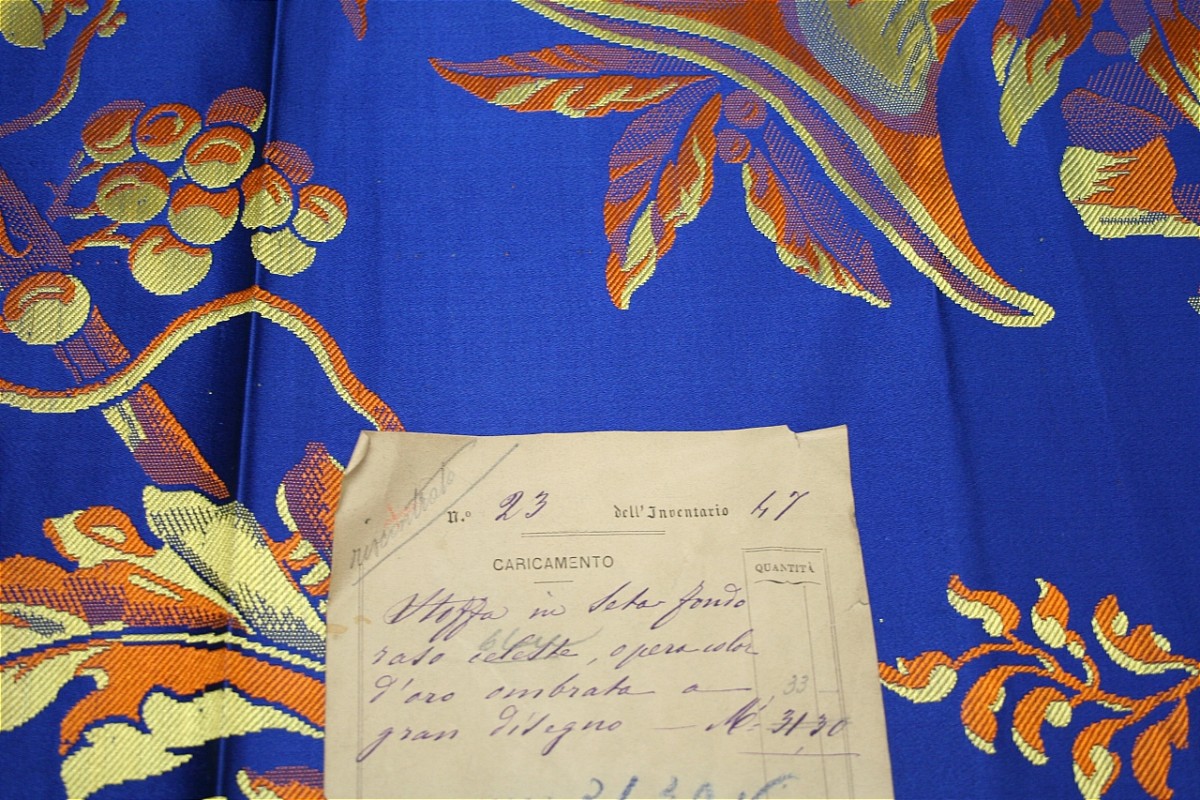 riscontrato
N.º 23 dell'Inventario 47
CARICAMENTO
QUANTITÀ
Stoffa in Seta fondo
raso celeste, opera color
d'oro ombrata a
33
gran disegno — M.i 31,30